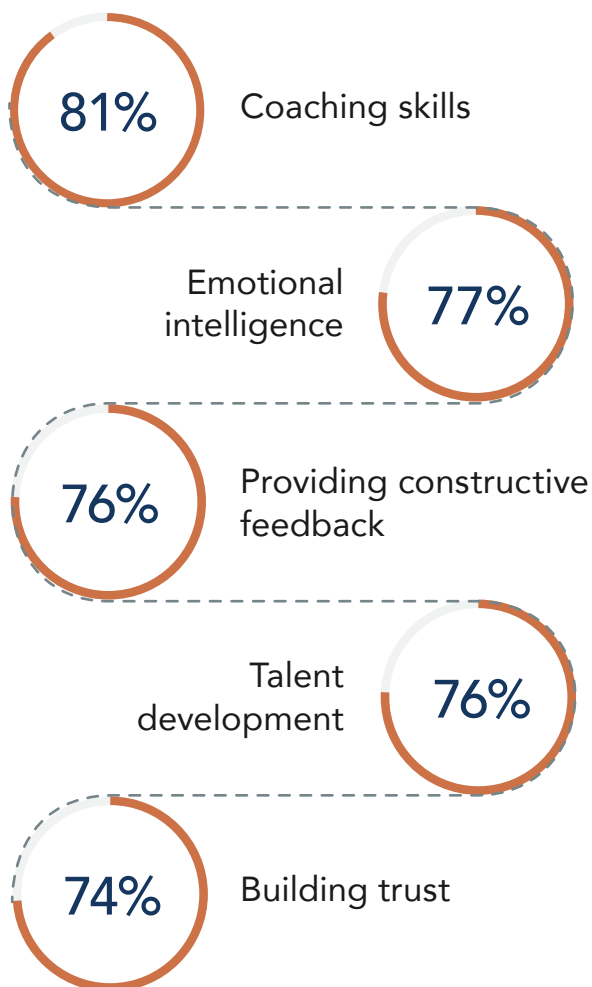 81%
Coaching skills
Emotional
intelligence
77%
76%
Providing constructive
feedback
Talent
development
76%
74%
Building trust